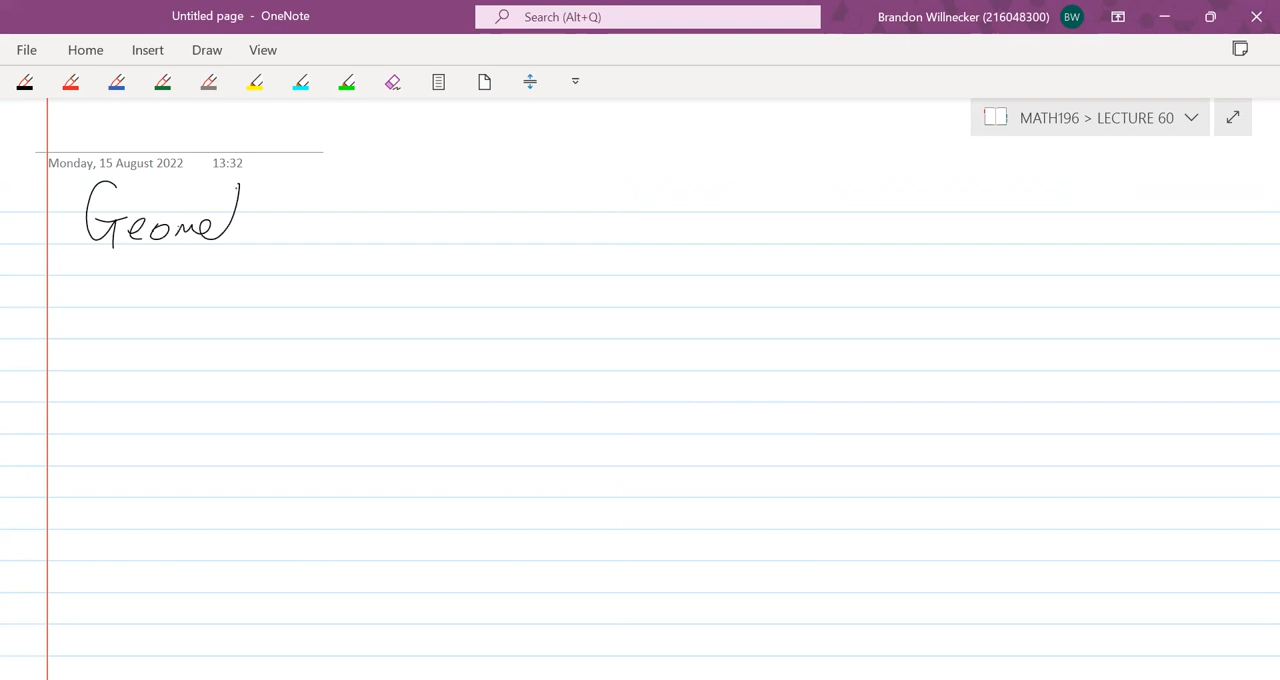 Untitled page - OneNote
Search (Alt+Q)
Brandon Willnecker (216048300)
BW
File
Home
Insert
Draw
View
MATH196 > LECTURE 60
Monday, 15 August 2022
13:32
Geome